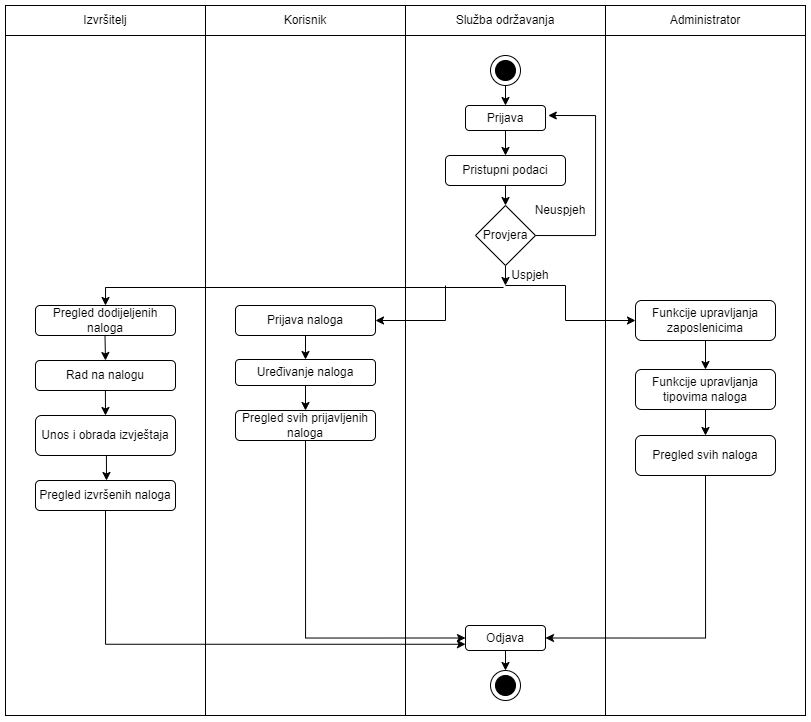 Izvršitelj
Korisnik
Služba održavanja
Administrator
Prijava
Pristupni podaci
Neuspjeh
Provjera
Uspjeh
Pregled dodijeljenih
naloga
Rad na nalogu
Unos i obrada izvještaja
Pregled izvršenih naloga
Prijava naloga
Uređivanje naloga
Pregled svih prijavljenih
naloga
Funkcije upravljanja
zaposlenicima
Funkcije upravljanja
tipovima naloga
Pregled svih naloga
Odjava